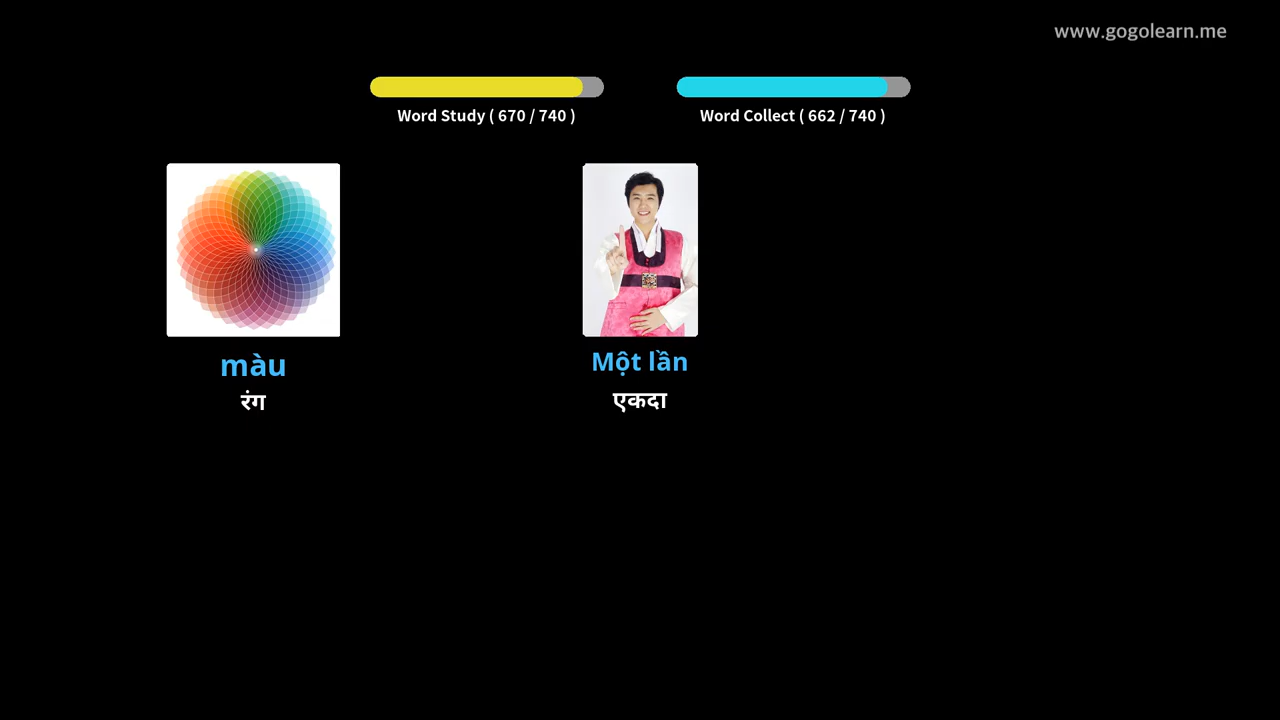 www.gogolearn.me
Word Study ( 670 / 740 )
Word Collect ( 662 / 740 )
màu
रंग
Một lần
एकदा